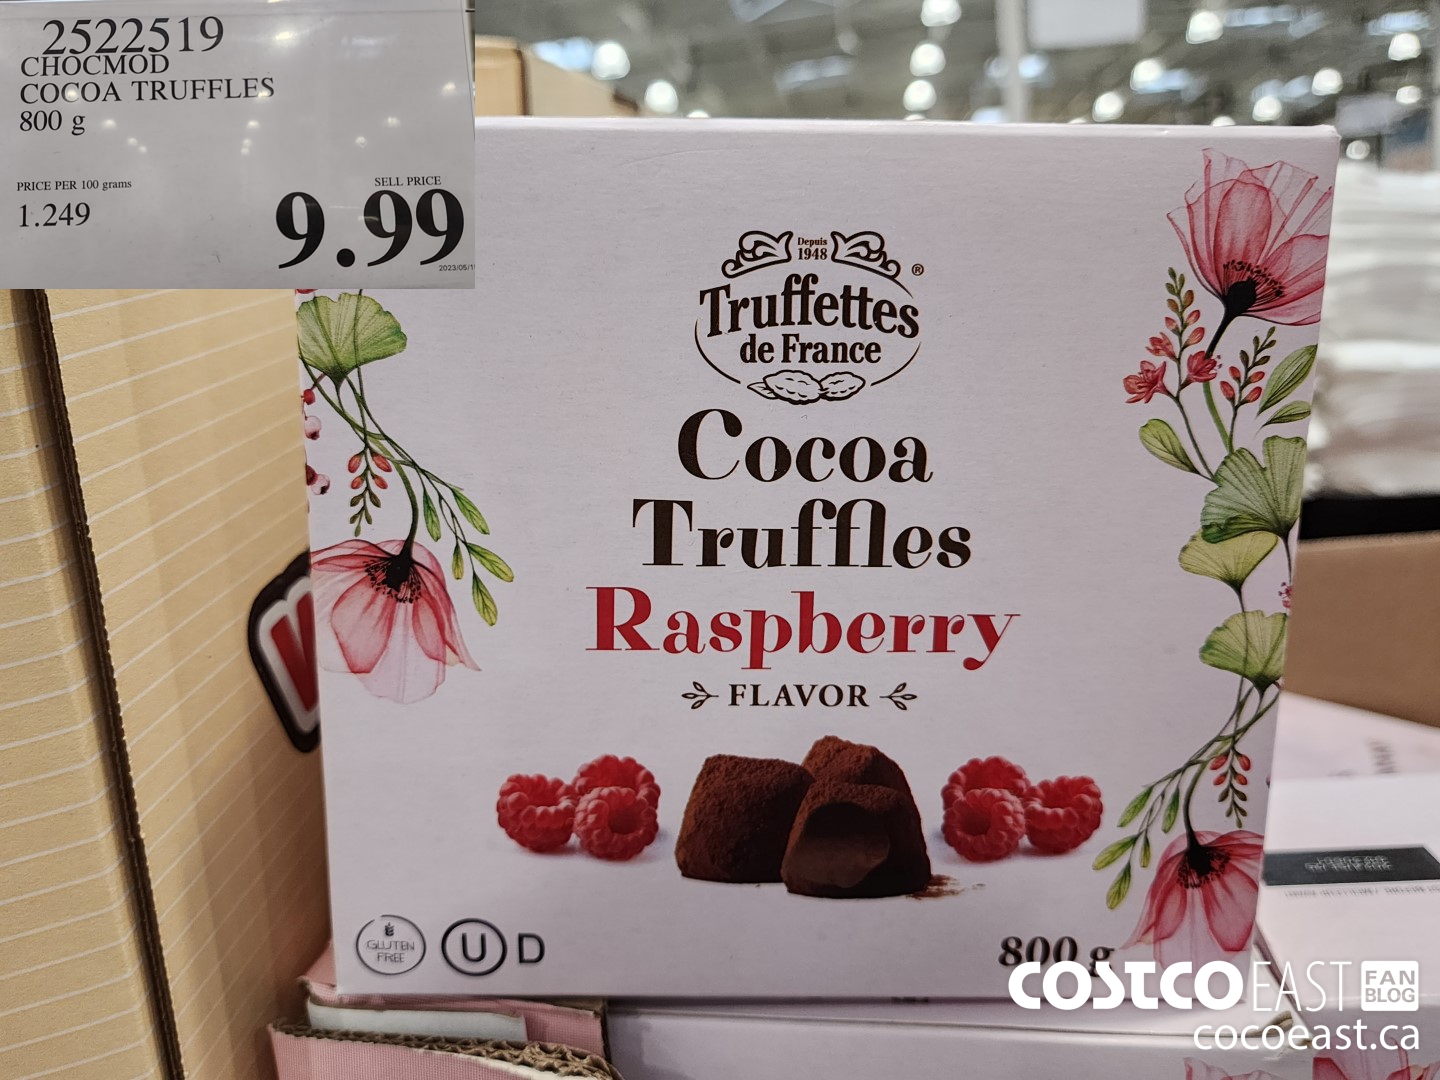 2522519
CHOCMOD
COCOA TRUFFLES
800 g
PRICE PER 100 grams
1.249
SELL PRICE
9.99
Depuis
1948
®
Truffettes
de France
Cocoa
Truffles
Raspberry
FLAVOR
GLUTEN
FREE
U D
800 g
COSTCO EAST FAN
BLOG
cocoeast.ca